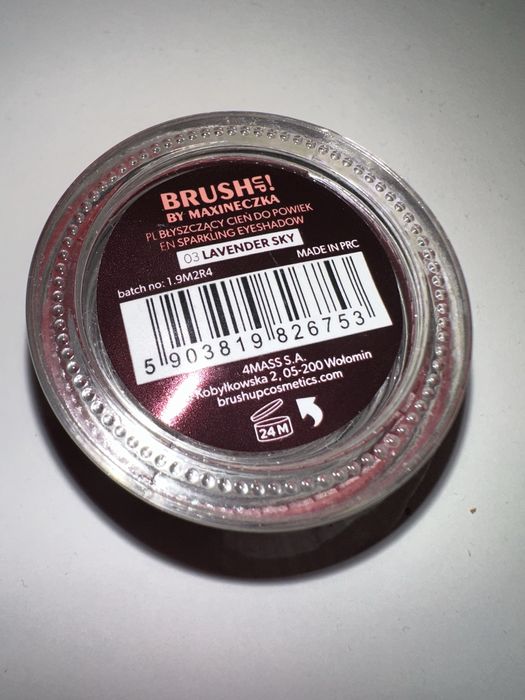 BRUSH UP!
BY MAXINECZKA
PL BŁYSZCZĄCY CIEŃ DO POWIEK
EN SPARKLING EYESHADOW
03 LAVENDER SKY
MADE IN PRC
batch no: 1.9M2R4
5 903819 826753
4MASS S.A.
Kobyłkowska 2, 05-200 Wołomin
brushupcosmetics.com
24 M